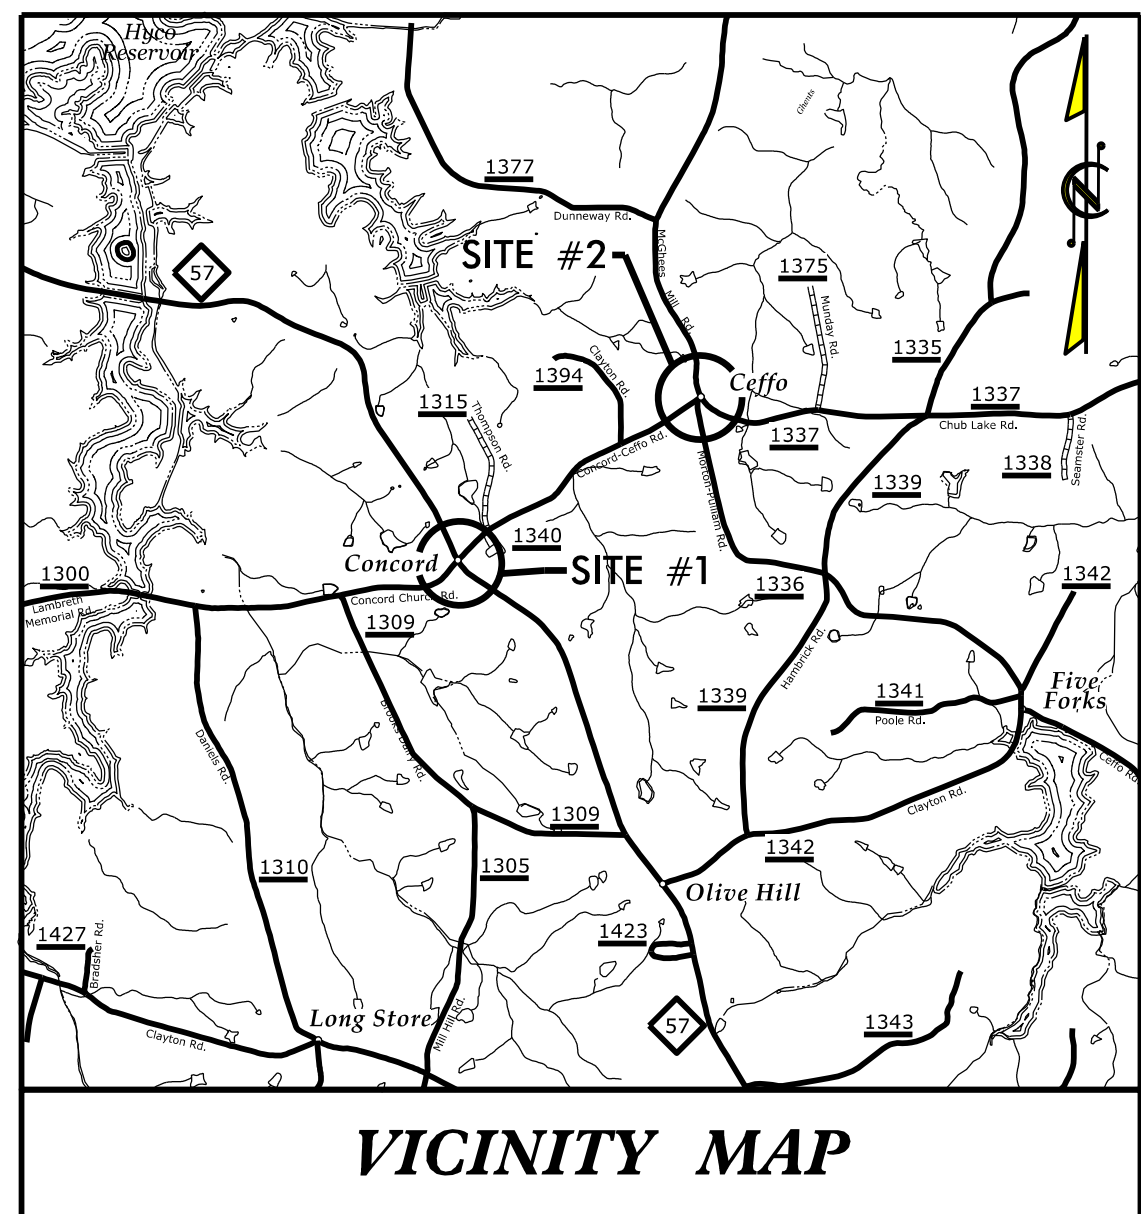 Hyco
Reservoir
Ghents
1377
Dunneway Rd.
SITE #2
McGhees
Mill Rd.
57
1375
Munday Rd.
1335
1394
Clayton Rd.
Ceffo
1315
Thompson Rd.
1337
Chub Lake Rd.
Concord-Ceffo Rd.
1337
Morton-Pulliam Rd.
1338
Seamster Rd.
1339
1340
Concord
SITE #1
1300
Lambreth
Memorial Rd.
Concord Church Rd.
1336
1342
1309
Hambrick Rd.
Five
Forks
1339
1341
Poole Rd.
Brooks Dairy Rd.
Daniels Rd.
Ceffo Rd.
Clayton Rd.
1309
1342
1310
1305
Olive Hill
1427
Bradsher Rd.
1423
Long Store
Mill Hill Rd.
57
1343
Clayton Rd.
VICINITY MAP